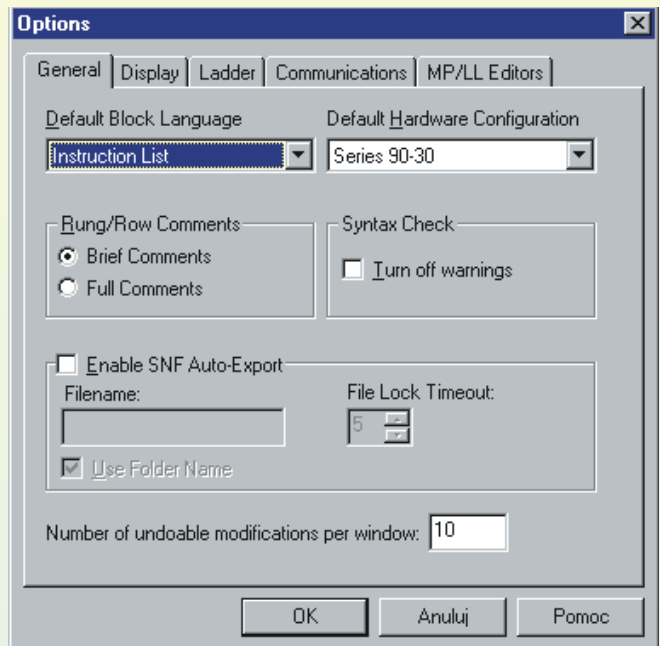 Options
General Display Ladder Communications MP/LL Editors
Default Block Language Default Hardware Configuration
Instruction List Series 90-30
Rung/Row Comments Syntax Check
Brief Comments Turn off warnings
Full Comments
Enable SNF Auto-Export
Filename: File Lock Timeout:
5
Use Folder Name
Number of undoable modifications per window: 10
OK Anuluj Pomoc